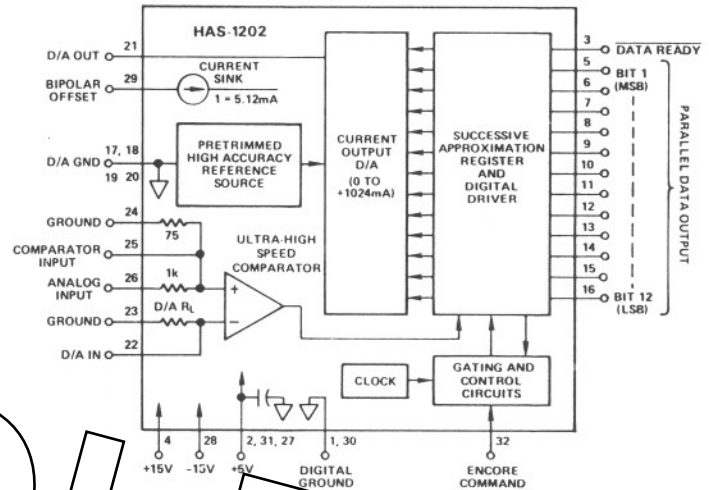 HAS-1202
D/A OUT
21
BIPOLAR
OFFSET
29
CURRENT
SINK
1 = 5.12mA
D/A GND
17, 18
19 20
PRETRIMMED
HIGH ACCURACY
REFERENCE
SOURCE
GROUND
24
75
COMPARATOR
INPUT
25
ANALOG
INPUT
26
1k
GROUND
23
D/A RL
D/A IN
22
ULTRA-HIGH
SPEED
COMPARATOR
+
−
CURRENT
OUTPUT
D/A
(0 TO
+1024mA)
SUCCESSIVE
APPROXIMATION
REGISTER
AND
DIGITAL
DRIVER
3
DATA READY
5
BIT 1
(MSB)
6
7
8
9
10
11
12
13
14
15
16
BIT 12
(LSB)
PARALLEL DATA OUTPUT
CLOCK
GATING AND
CONTROL
CIRCUITS
4
+15V
28
-15V
2, 31, 27
+5V
1, 30
DIGITAL
GROUND
32
ENCORE
COMMAND